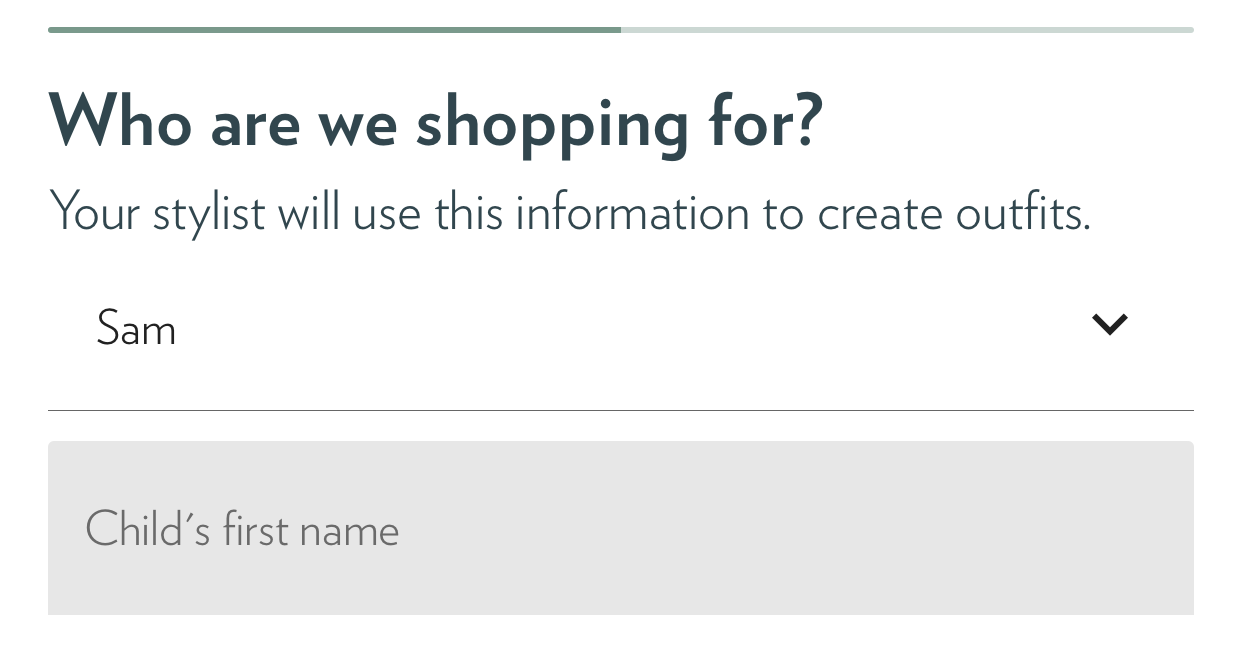 Who are we shopping for?
Your stylist will use this information to create outfits.
Sam
Child's first name